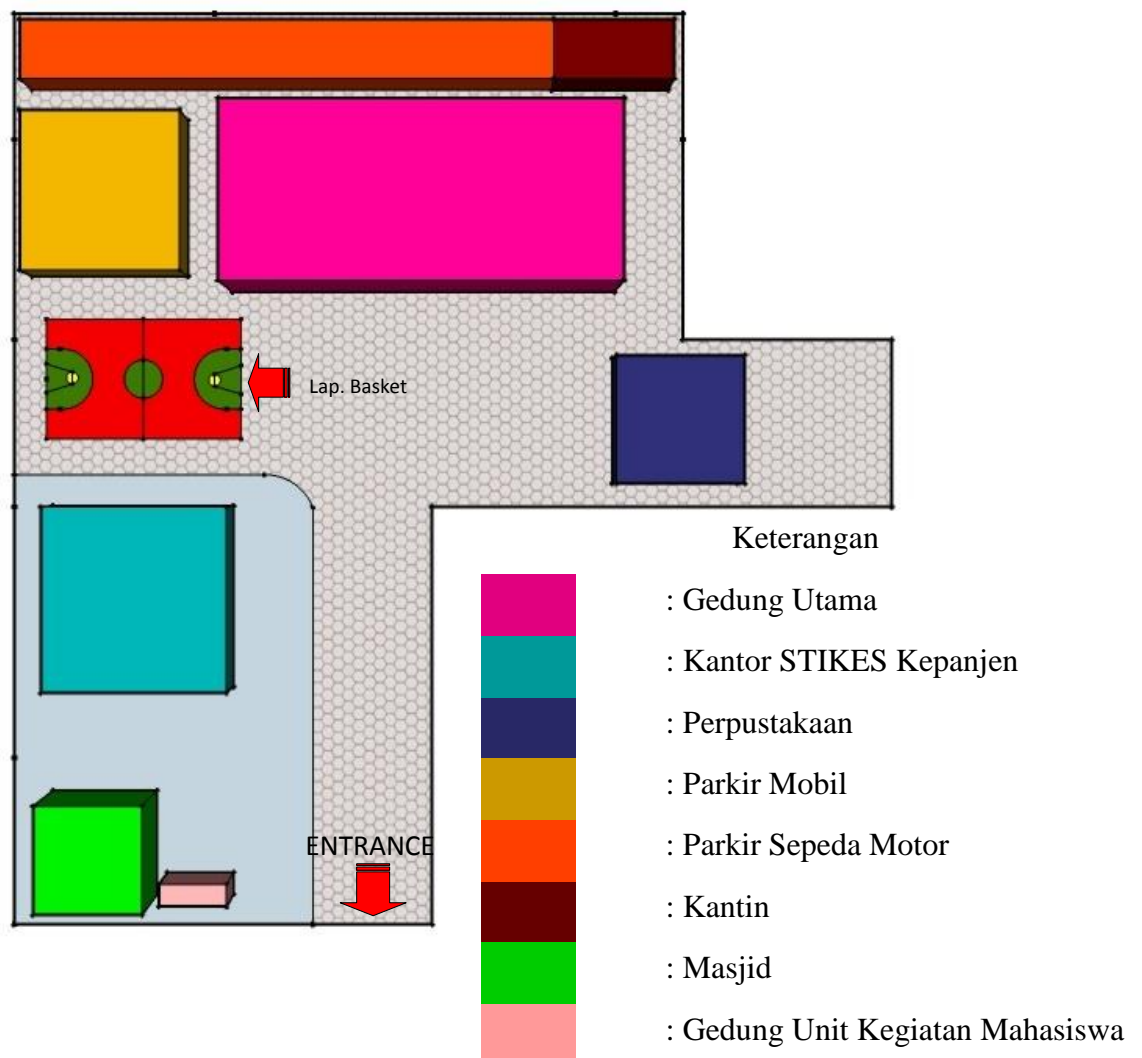 Lap. Basket
ENTRANCE
Keterangan
: Gedung Utama
: Kantor STIKES Kepanjen
: Perpustakaan
: Parkir Mobil
: Parkir Sepeda Motor
: Kantin
: Masjid
: Gedung Unit Kegiatan Mahasiswa